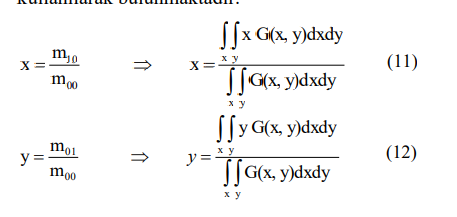 kullanılarak bulunmaktadır.
x = m₁₀ / m₀₀ ⇒ x = ∫∫ x G(x, y)dxdy / ∫∫ G(x, y)dxdy (11)
x y
x y
y = m₀₁ / m₀₀ ⇒ y = ∫∫ y G(x, y)dxdy / ∫∫ G(x, y)dxdy (12)
x y
x y